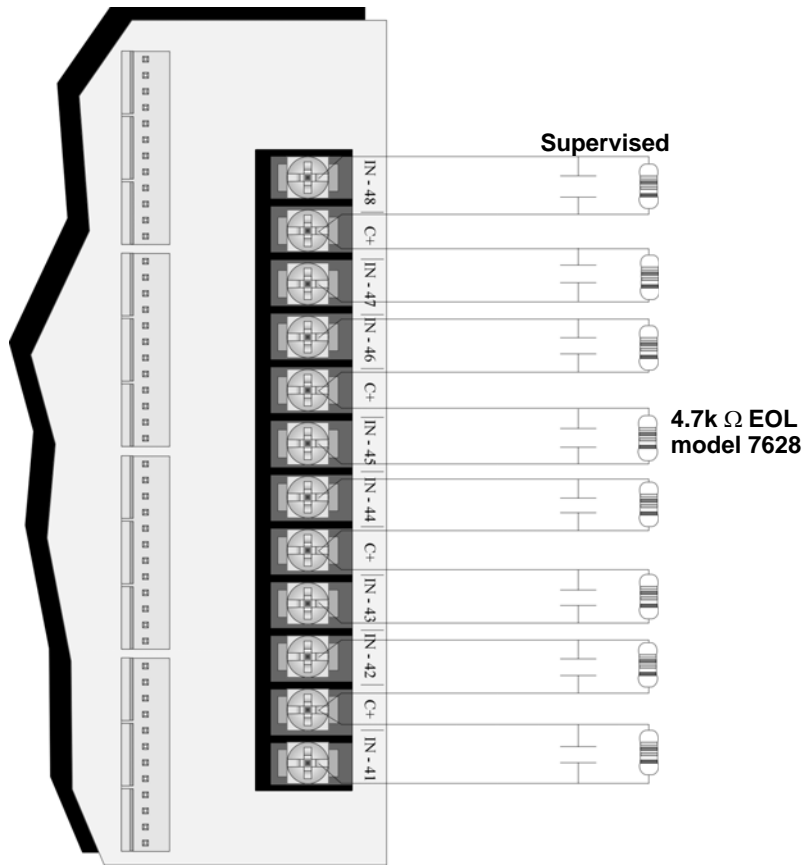 Supervised
IN - 48
C+
IN - 47
IN - 46
C+
4.7k Ω EOL
model 7628
IN - 45
IN - 44
C+
IN - 43
IN - 42
C+
IN - 41